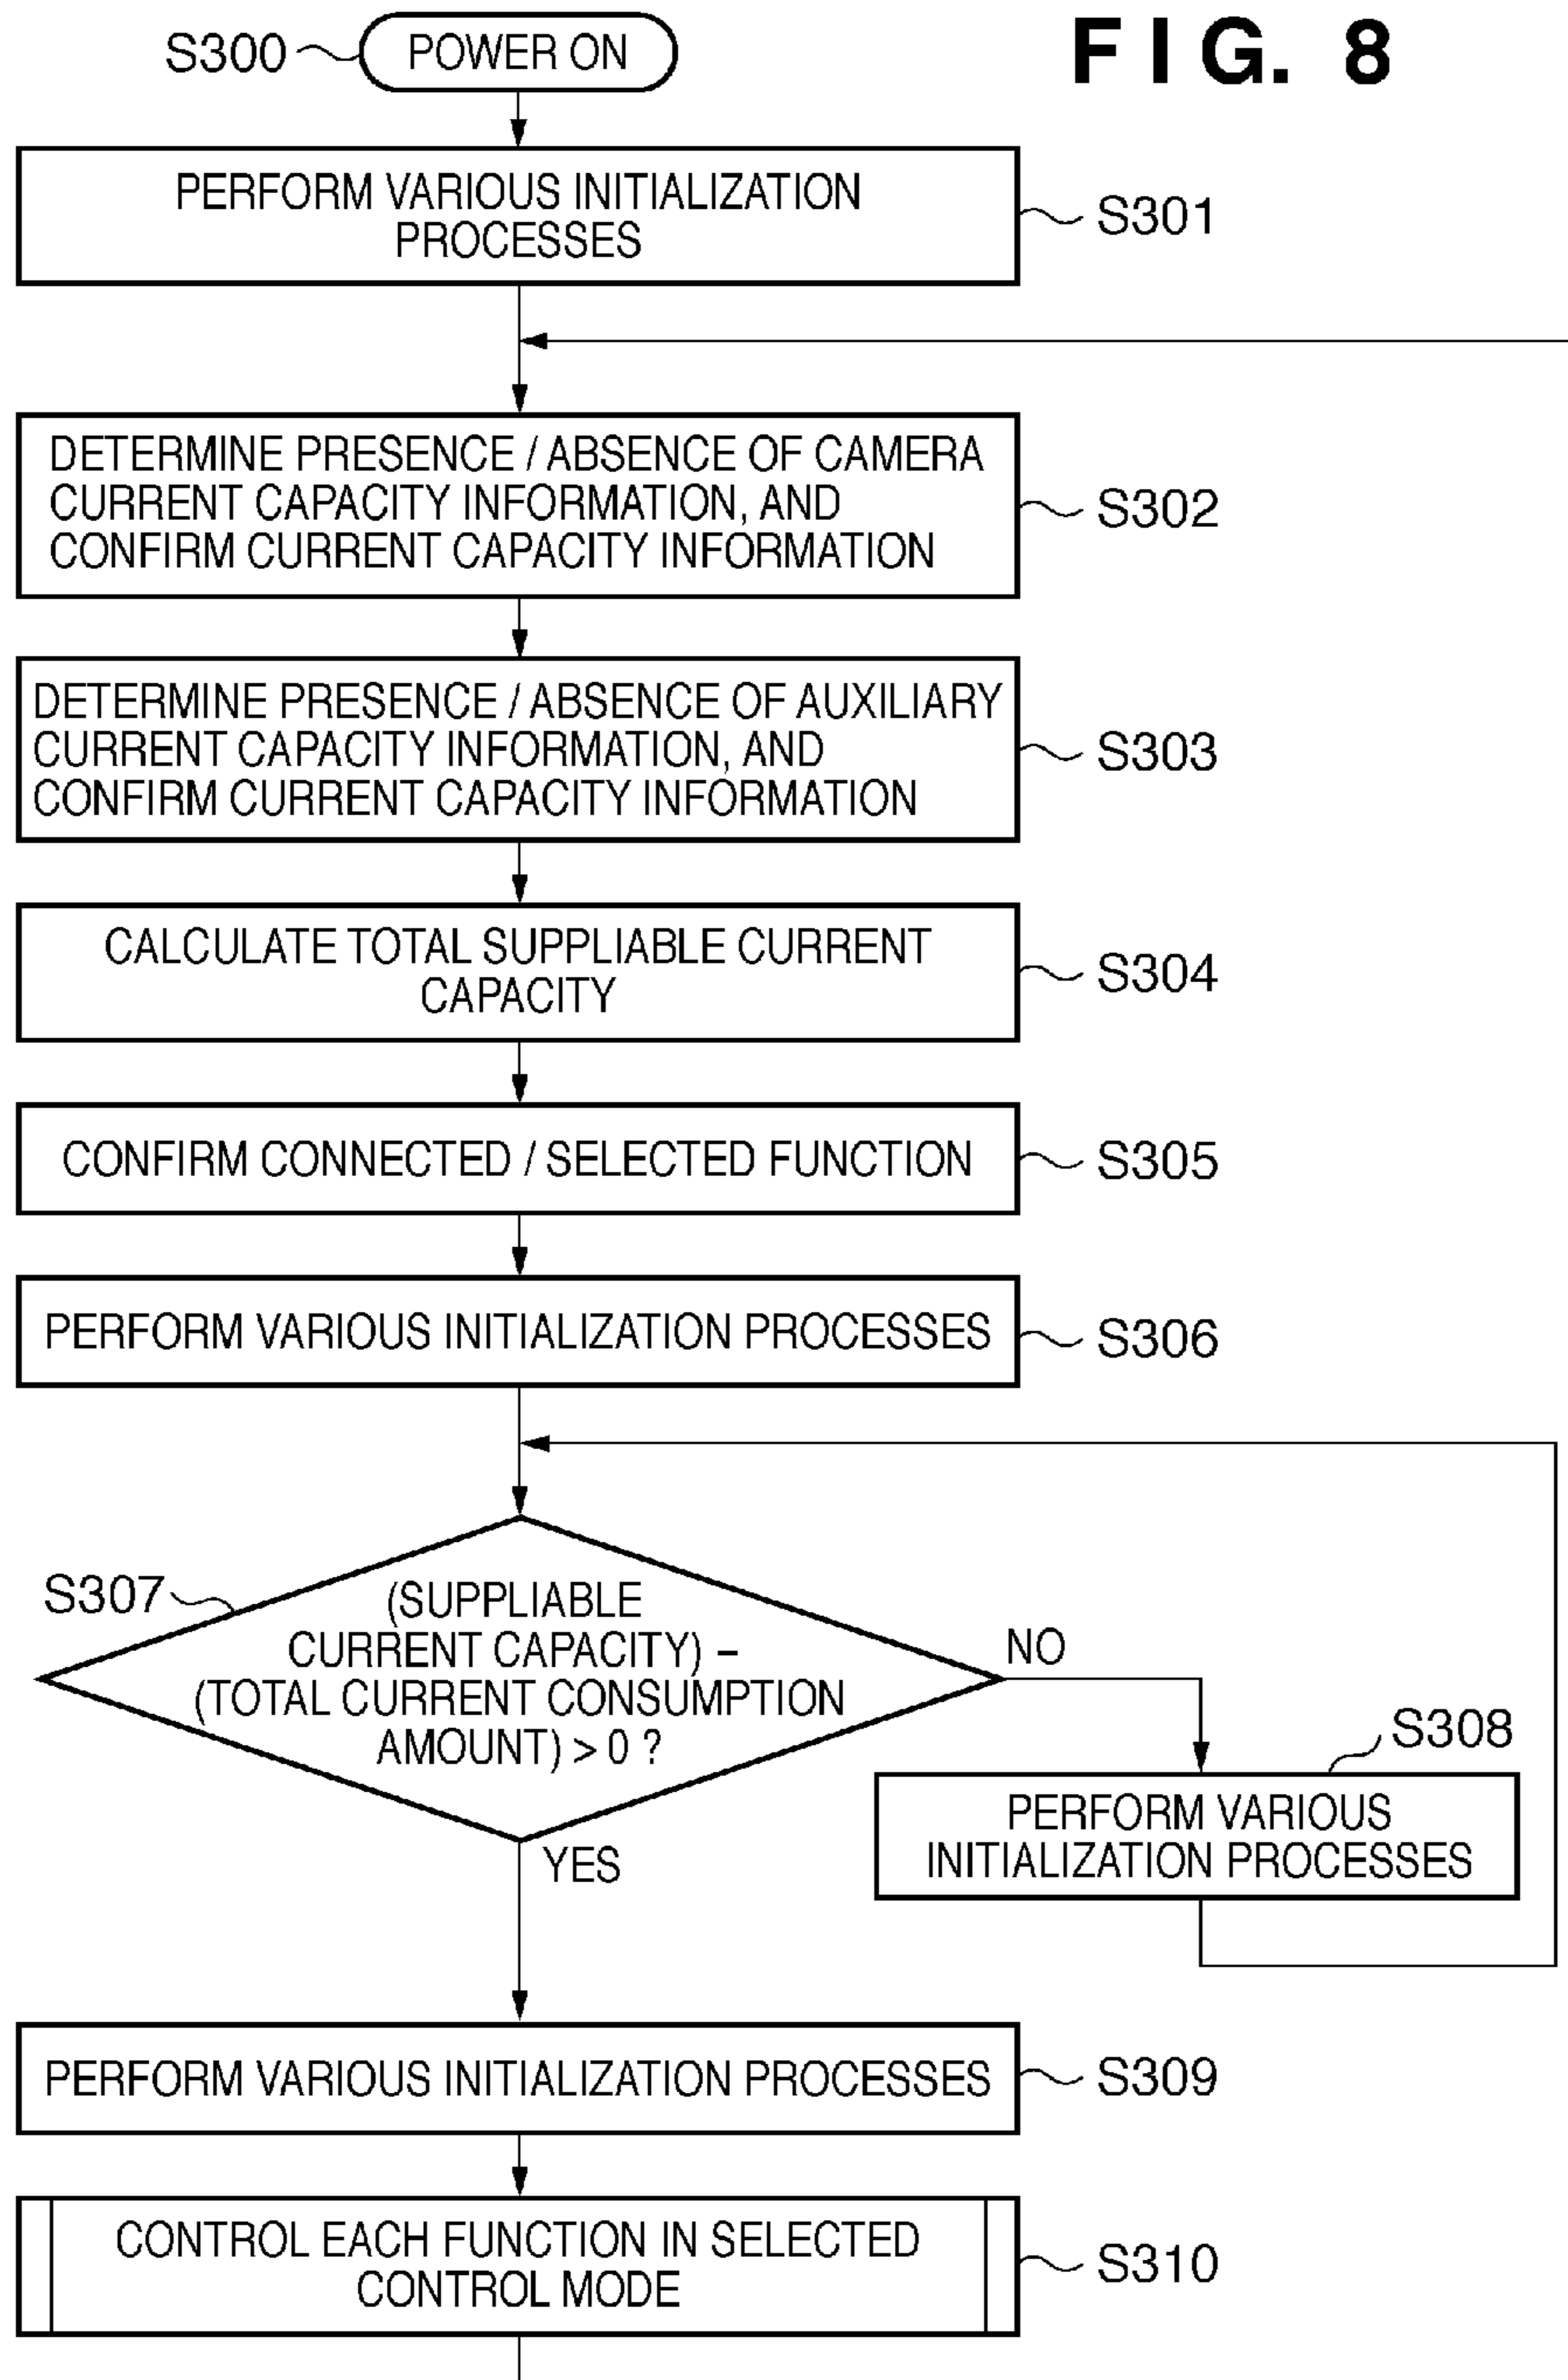 FIG. 8
S300
POWER ON
PERFORM VARIOUS INITIALIZATION
PROCESSES
S301
DETERMINE PRESENCE / ABSENCE OF CAMERA
CURRENT CAPACITY INFORMATION, AND
CONFIRM CURRENT CAPACITY INFORMATION
S302
DETERMINE PRESENCE / ABSENCE OF AUXILIARY
CURRENT CAPACITY INFORMATION, AND
CONFIRM CURRENT CAPACITY INFORMATION
S303
CALCULATE TOTAL SUPPLIABLE CURRENT
CAPACITY
S304
CONFIRM CONNECTED / SELECTED FUNCTION
S305
PERFORM VARIOUS INITIALIZATION PROCESSES
S306
S307
(SUPPLIABLE
CURRENT CAPACITY) –
(TOTAL CURRENT CONSUMPTION
AMOUNT) > 0 ?
NO
YES
S308
PERFORM VARIOUS
INITIALIZATION PROCESSES
PERFORM VARIOUS INITIALIZATION PROCESSES
S309
CONTROL EACH FUNCTION IN SELECTED
CONTROL MODE
S310